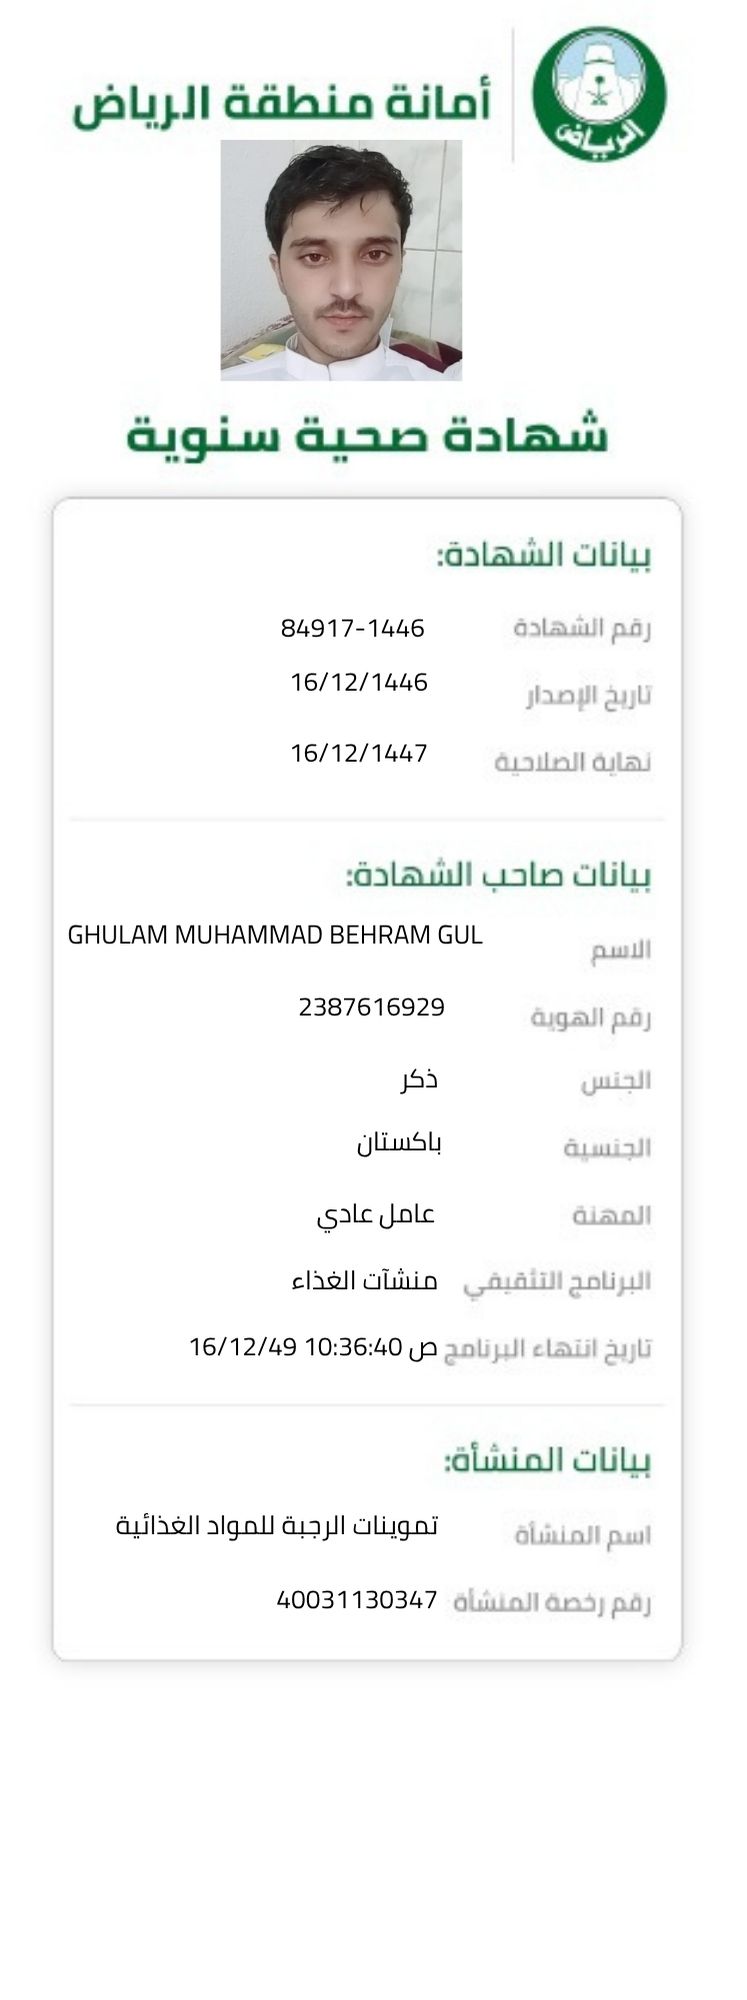 أمانة منطقة الرياض
الرياض
شهادة صحية سنوية
بيانات الشهادة:
رقم الشهادة 84917-1446
تاريخ الإصدار 16/12/1446
نهاية الصلاحية 16/12/1447
بيانات صاحب الشهادة:
الاسم GHULAM MUHAMMAD BEHRAM GUL
رقم الهوية 2387616929
الجنس ذكر
الجنسية باكستان
المهنة عامل عادي
البرنامج التثقيفي منشآت الغذاء
تاريخ انتهاء البرنامج ص 10:36:40 16/12/49
بيانات المنشأة:
اسم المنشأة تموينات الرجبة للمواد الغذائية
رقم رخصة المنشأة 40031130347